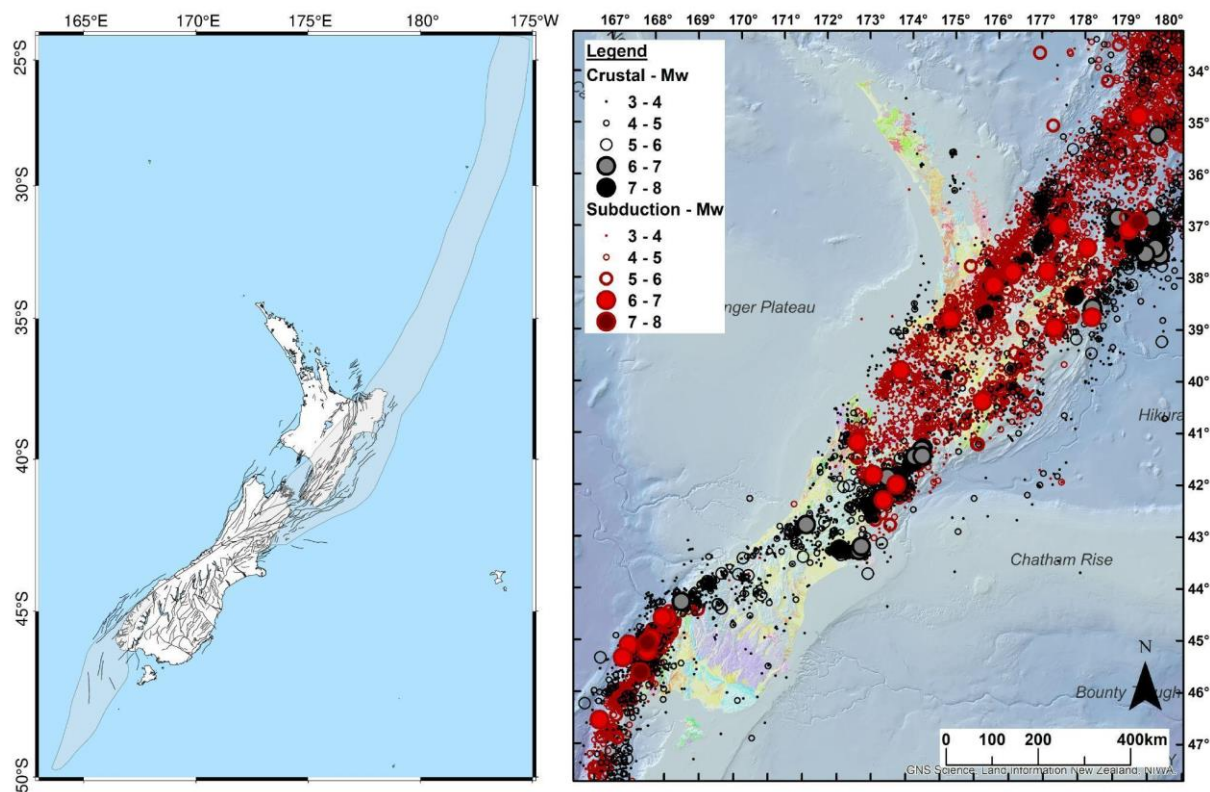 165°E 170°E 175°E 180° 175°W
25°S
30°S
35°S
40°S
45°S
50°S
167° 168° 169° 170° 171° 172° 173° 174° 175° 176° 177° 178° 179° 180°
Legend
Crustal - Mw
3 - 4
4 - 5
5 - 6
6 - 7
7 - 8
Subduction - Mw
3 - 4
4 - 5
5 - 6
6 - 7
7 - 8
34°
35°
36°
37°
38°
39°
40°
41°
42°
43°
44°
45°
46°
47°
nger Plateau
Hikura
Chatham Rise
Bounty
ugh
N
0 100 200 400km
GNS Science, Land Information New Zealand, NIWA